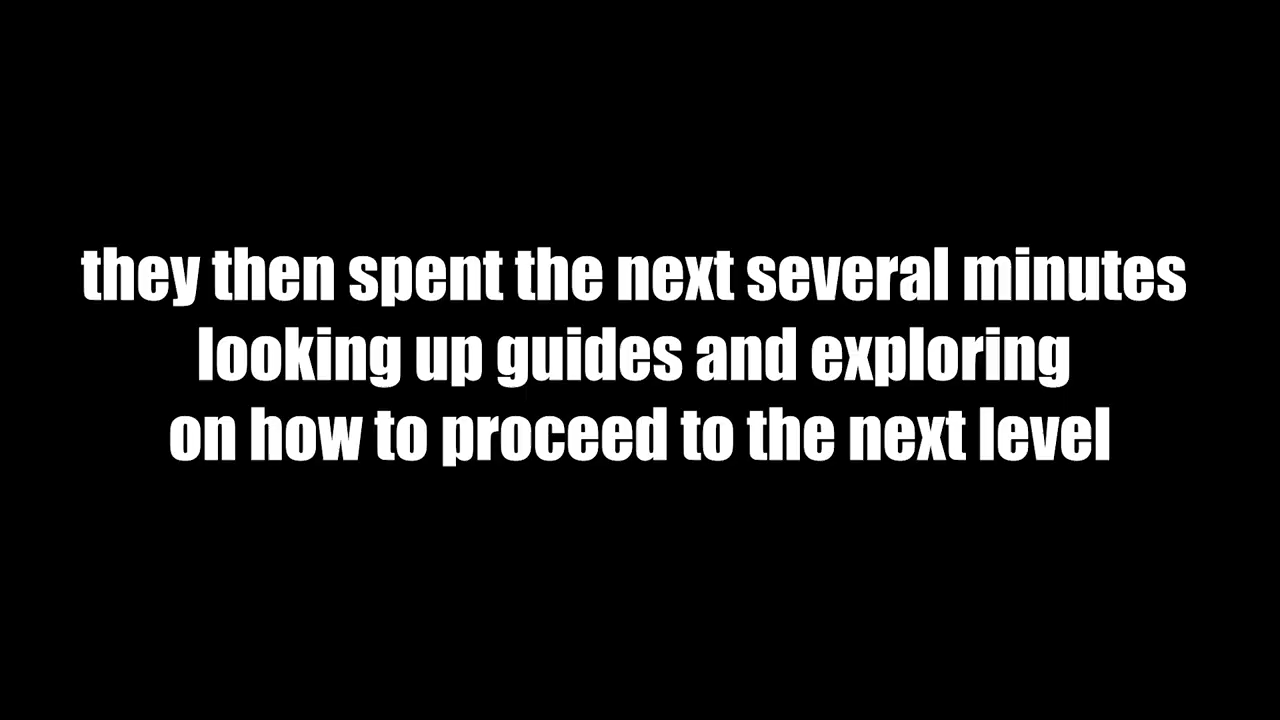 they then spent the next several minutes
looking up guides and exploring
on how to proceed to the next level